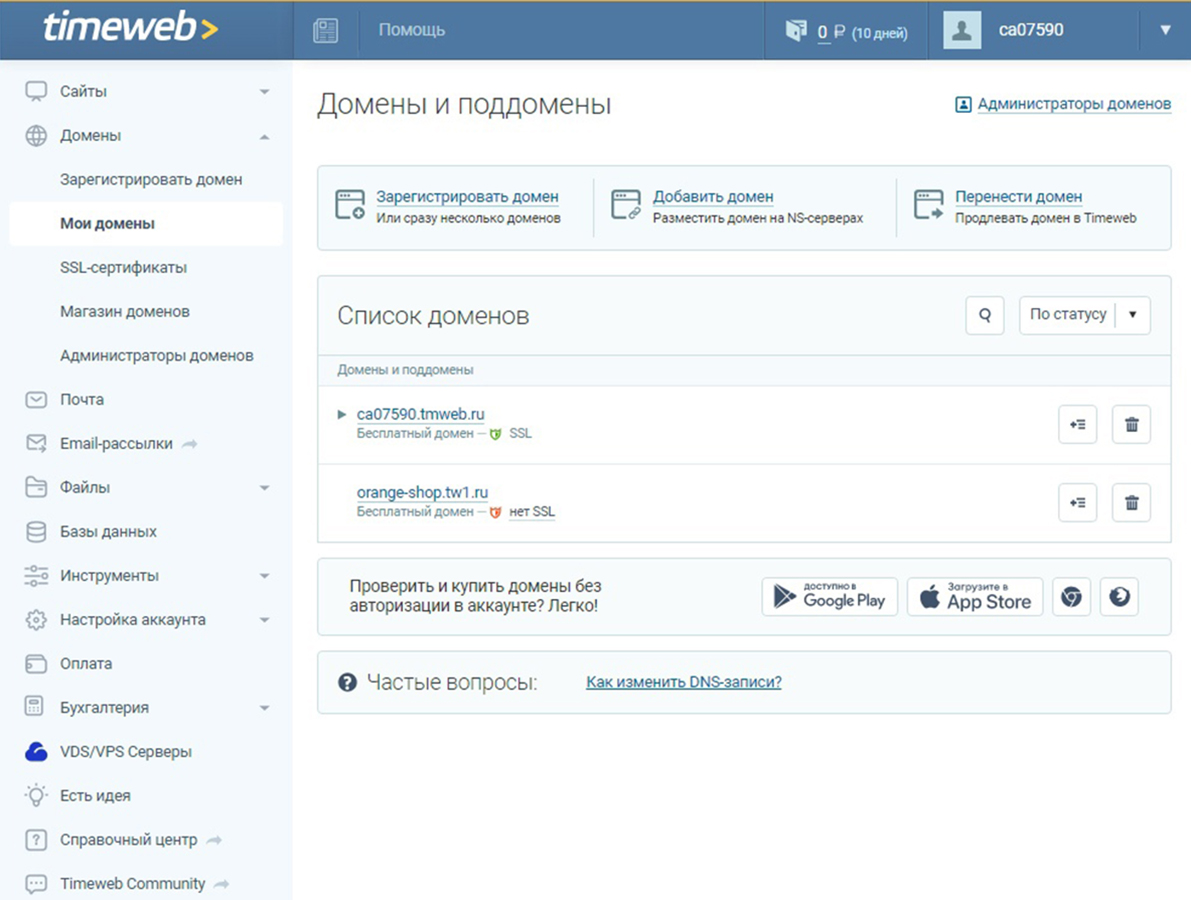 timeweb>
Помощь
0 ₽ (10 дней)
ca07590
Сайты
Домены
Зарегистрировать домен
Мои домены
SSL-сертификаты
Магазин доменов
Администраторы доменов
Почта
Email-рассылки
Файлы
Базы данных
Инструменты
Настройка аккаунта
Оплата
Бухгалтерия
VDS/VPS Серверы
Есть идея
Справочный центр
Timeweb Community
Домены и поддомены
Администраторы доменов
Зарегистрировать домен
Или сразу несколько доменов
Добавить домен
Разместить домен на NS-серверах
Перенести домен
Продлевать домен в Timeweb
Список доменов
По статусу
Домены и поддомены
ca07590.tmweb.ru
Бесплатный домен – SSL
orange-shop.tw1.ru
Бесплатный домен – нет SSL
Проверить и купить домены без
авторизации в аккаунте? Легко!
ДОСТУПНО В
Google Play
Загрузите в
App Store
Частые вопросы:
Как изменить DNS-записи?